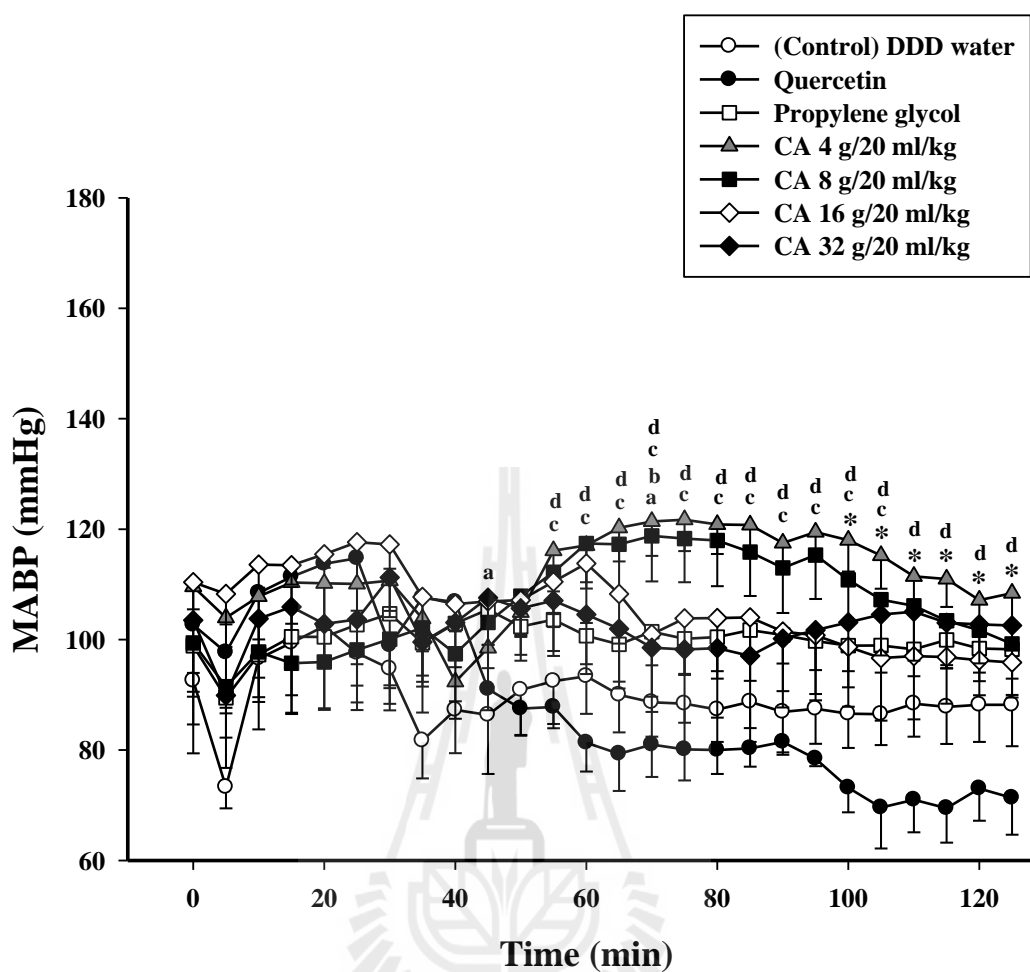 (Control) DDD water
Quercetin
Propylene glycol
CA 4 g/20 ml/kg
CA 8 g/20 ml/kg
CA 16 g/20 ml/kg
CA 32 g/20 ml/kg
MABP (mmHg)
180
160
140
120
100
80
60
a
d c
d c
d c
d c b a
d c
d c
d c
d c
d c
d c *
d c *
d *
d *
d *
d *
0 20 40 60 80 100 120
Time (min)